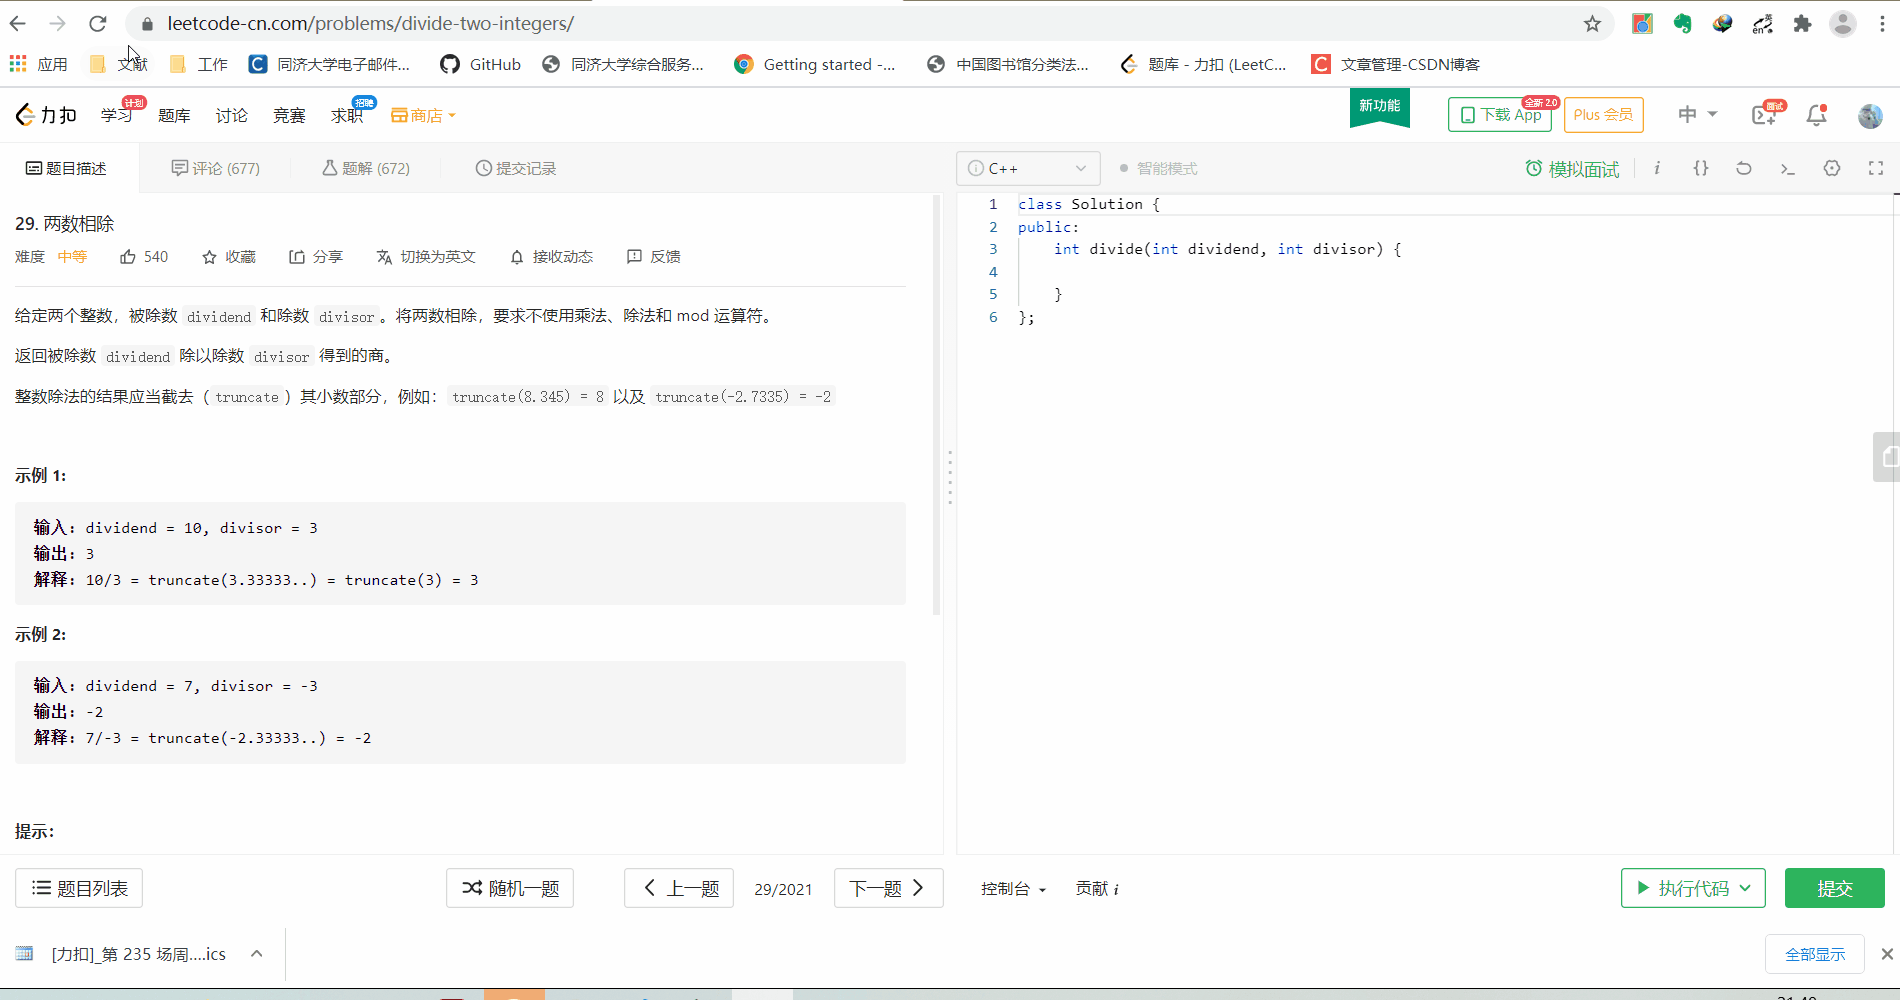 leetcode-cn.com/problems/divide-two-integers/
应用 文献 工作 同济大学电子邮件... GitHub 同济大学综合服务... Getting started -... 中国图书馆分类法... 题库 - 力扣 (LeetC... 文章管理-CSDN博客
力扣 学习 计划 题库 讨论 竞赛 求职 招聘 商店 新功能 下载 App 全新 2.0 Plus 会员 中 面试
题目描述 评论 (677) 题解 (672) 提交记录 C++ 智能模式 模拟面试 i {}
29. 两数相除
难度 中等 540 收藏 分享 切换为英文 接收动态 反馈
给定两个整数，被除数 dividend 和除数 divisor。将两数相除，要求不使用乘法、除法和 mod 运算符。
返回被除数 dividend 除以除数 divisor 得到的商。
整数除法的结果应当截去（truncate）其小数部分，例如：truncate(8.345) = 8 以及 truncate(-2.7335) = -2
示例 1:
输入: dividend = 10, divisor = 3
输出: 3
解释: 10/3 = truncate(3.33333..) = truncate(3) = 3
示例 2:
输入: dividend = 7, divisor = -3
输出: -2
解释: 7/-3 = truncate(-2.33333..) = -2
提示：
1 class Solution {
2 public:
3 int divide(int dividend, int divisor) {
4
5 }
6 };
题目列表 随机一题 上一题 29/2021 下一题 控制台 贡献 i 执行代码 提交
[力扣]_第 235 场周....ics 全部显示